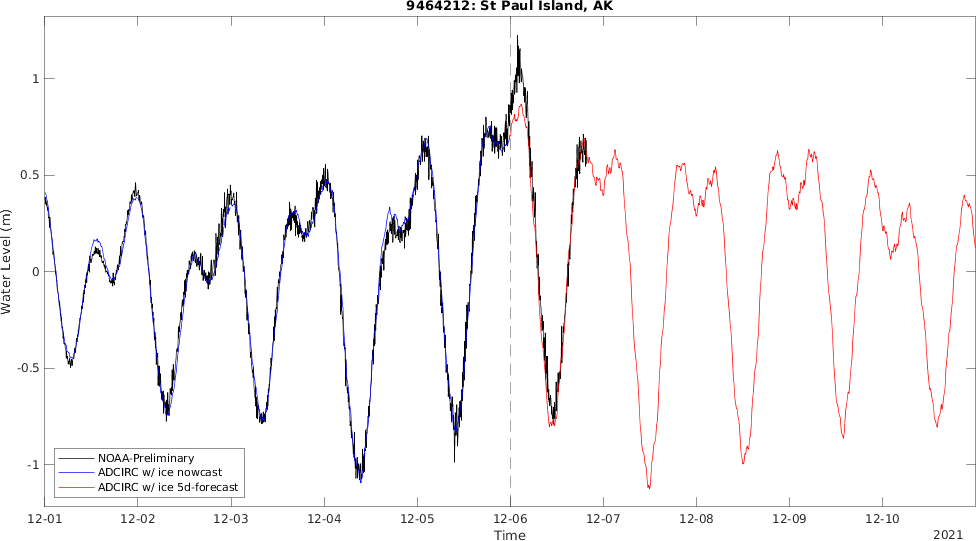 9464212: St Paul Island, AK
Water Level (m)
1
0.5
0
-0.5
-1
NOAA-Preliminary
ADCIRC w/ ice nowcast
ADCIRC w/ ice 5d-forecast
12-01 12-02 12-03 12-04 12-05 12-06 12-07 12-08 12-09 12-10
Time
2021